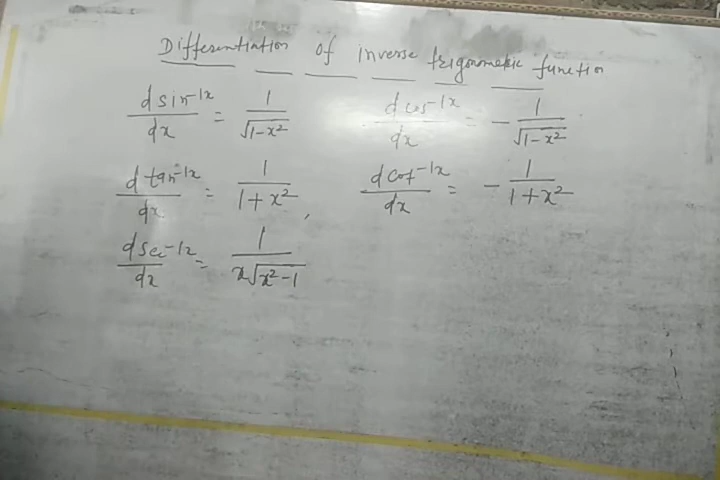 Differentiation of inverse trigonometric function
d sin⁻¹x / dx = 1 / √(1-x²)    d cos⁻¹x / dx = - 1 / √(1-x²)
d tan⁻¹x / dx = 1 / (1+x²) ,    d cot⁻¹x / dx = - 1 / (1+x²)
d sec⁻¹x / dx = 1 / (x√(x²-1))